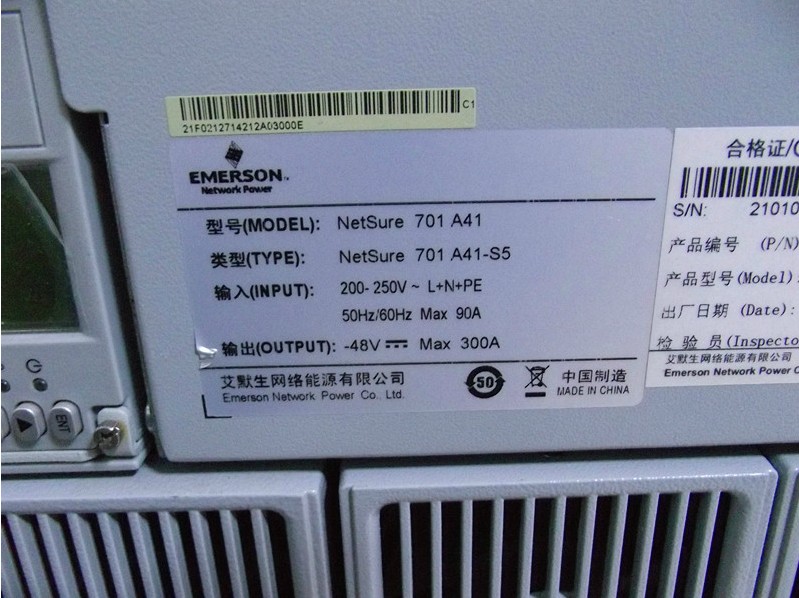 C1
21F0212714212A03000E
EMERSON
Network Power
型号(MODEL): NetSure 701 A41
类型(TYPE): NetSure 701 A41-S5
输入(INPUT): 200-250V ~ L+N+PE
50Hz/60Hz Max 90A
输出(OUTPUT): -48V⎓ Max 300A
艾默生网络能源有限公司
Emerson Network Power Co., Ltd.
50
中国制造
MADE IN CHINA
合格证/
S/N: 21010
产品编号 (P/N)
产品型号(Model):
出厂日期 (Date):
检验员(Inspecto
艾默生网络能源有限公司
Emerson Network Power C
ENT